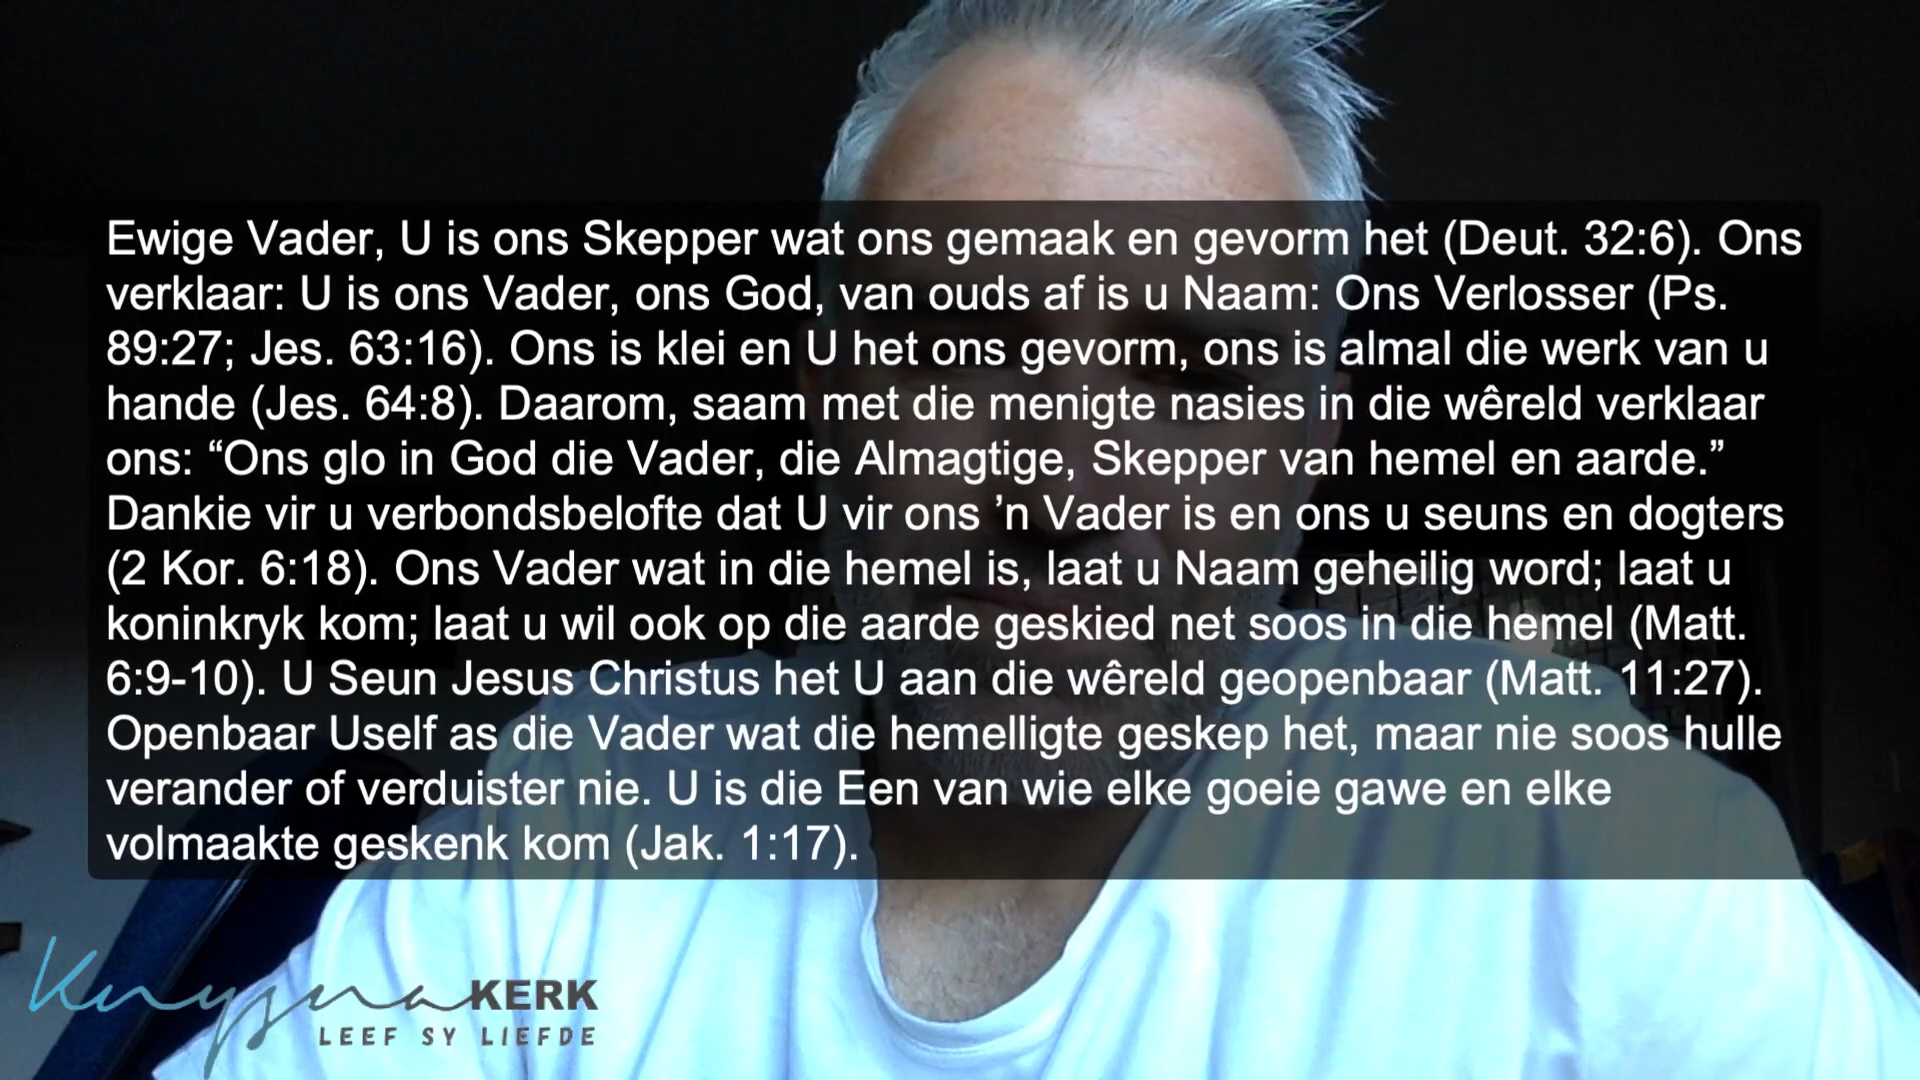 Ewige Vader, U is ons Skepper wat ons gemaak en gevorm het (Deut. 32:6). Ons
verklaar: U is ons Vader, ons God, van ouds af is u Naam: Ons Verlosser (Ps.
89:27; Jes. 63:16). Ons is klei en U het ons gevorm, ons is almal die werk van u
hande (Jes. 64:8). Daarom, saam met die menigte nasies in die wêreld verklaar
ons: “Ons glo in God die Vader, die Almagtige, Skepper van hemel en aarde.”
Dankie vir u verbondsbelofte dat U vir ons ’n Vader is en ons u seuns en dogters
(2 Kor. 6:18). Ons Vader wat in die hemel is, laat u Naam geheilig word; laat u
koninkryk kom; laat u wil ook op die aarde geskied net soos in die hemel (Matt.
6:9-10). U Seun Jesus Christus het U aan die wêreld geopenbaar (Matt. 11:27).
Openbaar Uself as die Vader wat die hemelligte geskep het, maar nie soos hulle
verander of verduister nie. U is die Een van wie elke goeie gawe en elke
volmaakte geskenk kom (Jak. 1:17).
Knysna KERK
LEEF SY LIEFDE